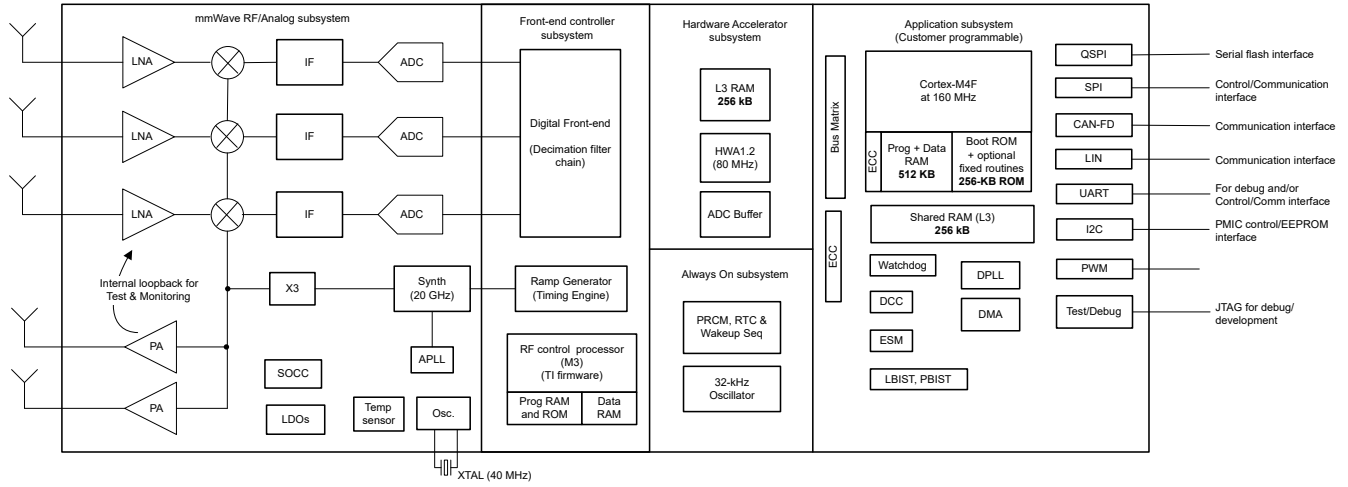 mmWave RF/Analog subsystem
LNA
IF
ADC
LNA
IF
ADC
LNA
IF
ADC
Internal loopback for
Test & Monitoring
PA
PA
X3
Synth
(20 GHz)
APLL
SOCC
LDOs
Temp
sensor
Osc.
XTAL (40 MHz)
Front-end controller
subsystem
Digital Front-end
(Decimation filter
chain)
Ramp Generator
(Timing Engine)
RF control processor
(M3)
(TI firmware)
Prog RAM
and ROM
Data
RAM
Hardware Accelerator
subsystem
L3 RAM
256 kB
HWA1.2
(80 MHz)
ADC Buffer
Always On subsystem
PRCM, RTC &
Wakeup Seq
32-kHz
Oscillator
Application subsystem
(Customer programmable)
Bus Matrix
Cortex-M4F
at 160 MHz
ECC
Prog + Data
RAM
512 KB
Boot ROM
+ optional
fixed routines
256-KB ROM
ECC
Shared RAM (L3)
256 kB
Watchdog
DPLL
DCC
DMA
ESM
LBIST, PBIST
QSPI
Serial flash interface
SPI
Control/Communication
interface
CAN-FD
Communication interface
LIN
Communication interface
UART
For debug and/or
Control/Comm interface
I2C
PMIC control/EEPROM
interface
PWM
Test/Debug
JTAG for debug/
development